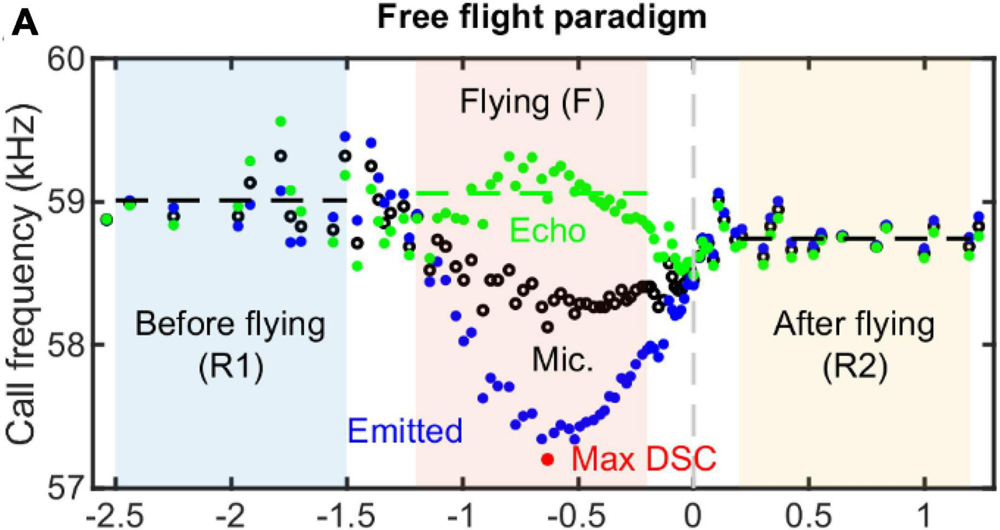 A
Free flight paradigm
Call frequency (kHz)
60
59
58
57
Flying (F)
Echo
Before flying
(R1)
Mic.
After flying
(R2)
Emitted
Max DSC
-2.5 -2 -1.5 -1 -0.5 0 0.5 1